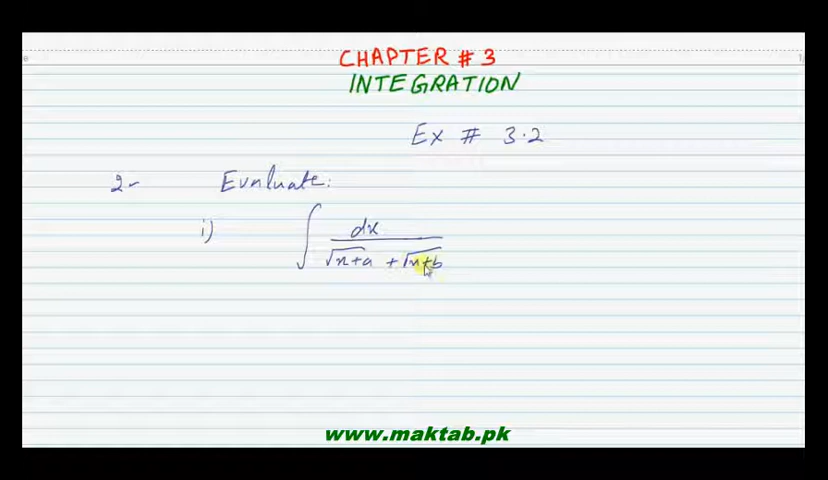 CHAPTER # 3
INTEGRATION
Ex # 3.2
2- Evaluate:
i) ∫ dx / (√x+a + √x+b)
www.maktab.pk